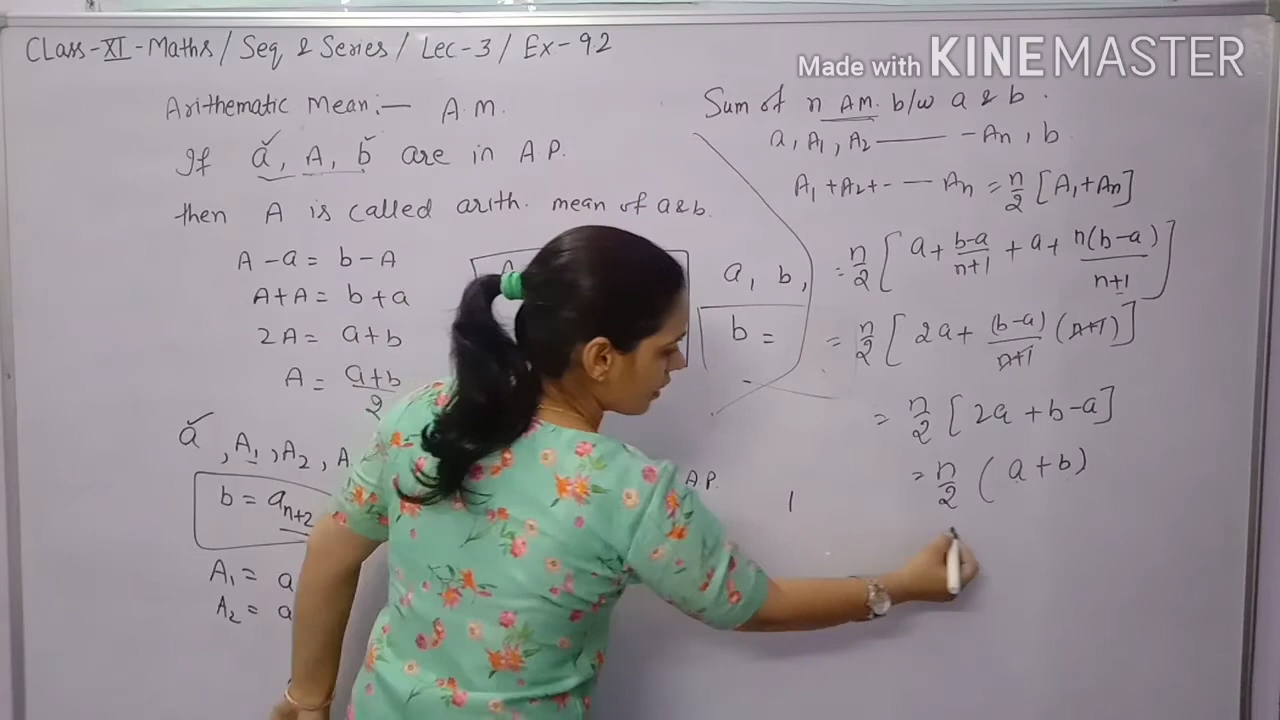 Class-XI-Maths / Seq & Series / Lec-3 / Ex-9.2
Made with KINEMASTER
Arithematic Mean:— A.M.
If a, A, b are in A.P.
then A is called arith. mean of a&b.
A-a = b-A
A+A = b+a
2A = a+b
A = a+b/2
a, A1, A2, A
A.P.
b = an+2
A1 = a
A2 = a
a, b,
b =
Sum of n AM. b/w a & b.
a, A1, A2 ——— -An, b
A1+A2+- — An = n/2 [A1+An]
= n/2 [a + b-a/n+1 + a + n(b-a)/n+1]
= n/2 [2a + (b-a)/n+1 (n+1)]
= n/2 [2a+b-a]
= n/2 (a+b)